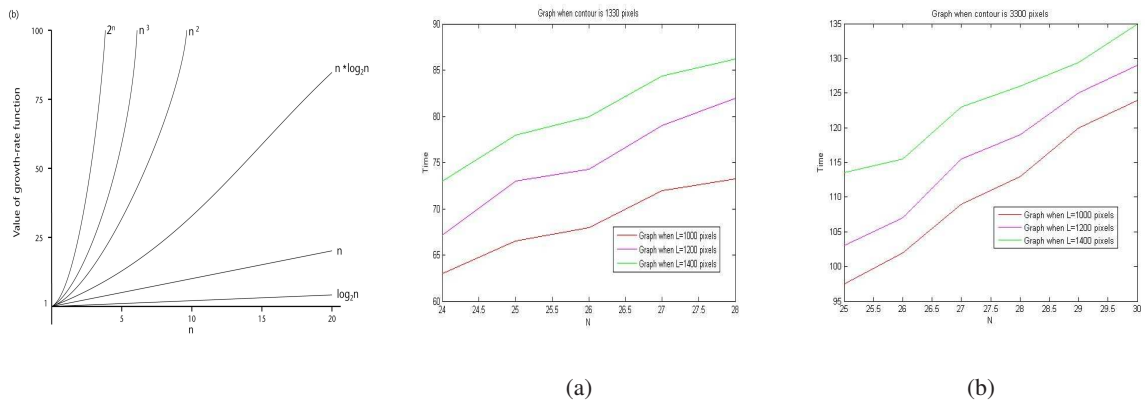 (b)
Value of growth-rate function
100
75
50
25
1
2ⁿ
n³
n²
n*log₂n
n
log₂n
5
10
15
20
n
Graph when contour is 1330 pixels
Time
90
85
80
75
70
65
60
Graph when L=1000 pixels
Graph when L=1200 pixels
Graph when L=1400 pixels
24 24.5 25 25.5 26 26.5 27 27.5 28
N
(a)
Graph when contour is 3300 pixels
Time
135
130
125
120
115
110
105
100
95
Graph when L=1000 pixels
Graph when L=1200 pixels
Graph when L=1400 pixels
25 25.5 26 26.5 27 27.5 28 28.5 29 29.5 30
N
(b)